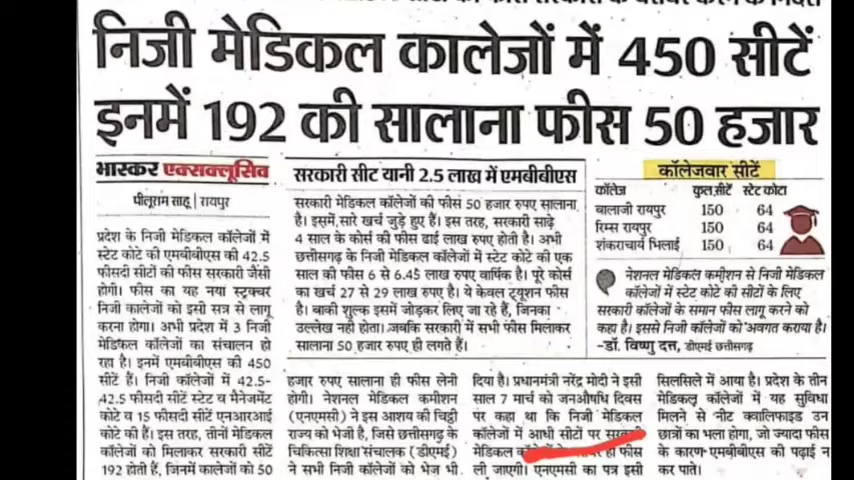 निजी मेडिकल कालेजों में 450 सीटें
इनमें 192 की सालाना फीस 50 हजार
भास्कर एक्सक्लूसिव
पीलूराम साहू | रायपुर
प्रदेश के निजी मेडिकल कॉलेजों में
स्टेट कोटे की एमबीबीएस की 42.5
फीसदी सीटों की फीस सरकारी जैसी
होगी। फीस का यह नया स्ट्रक्चर
निजी कालेजों को इसी सत्र से लागू
करना होगा। अभी प्रदेश में 3 निजी
मेडिकल कॉलेजों का संचालन हो
रहा है। इनमें एमबीबीएस की 450
सीटें हैं। निजी कॉलेजों में 42.5-
42.5 फीसदी सीटें स्टेट व मैनेजमेंट
कोटे व 15 फीसदी सीटें एनआरआई
कोटे की हैं। इस तरह, तीनों मेडिकल
कॉलेजों को मिलाकर सरकारी सीटें
192 होती हैं, जिनमें कालेजों को 50
सरकारी सीट यानी 2.5 लाख में एमबीबीएस
सरकारी मेडिकल कॉलेजों की फीस 50 हजार रुपए सालाना
है। इसमें सारे खर्च जुड़े हुए हैं। इस तरह, सरकारी साढ़े
4 साल के कोर्स की फीस ढाई लाख रुपए होती है। अभी
छत्तीसगढ़ के निजी मेडिकल कॉलेजों में स्टेट कोटे की एक
साल की फीस 6 से 6.45 लाख रुपए वार्षिक है। पूरे कोर्स
का खर्च 27 से 29 लाख रुपए है। ये केवल ट्यूशन फीस
है। बाकी शुल्क इसमें जोड़कर लिए जा रहे हैं, जिनका
उल्लेख नही होता। जबकि सरकारी में सभी फीस मिलाकर
सालाना 50 हजार रुपए ही लगते हैं।
कॉलेजवार सीटें
कॉलेज कुल सीटें स्टेट कोटा
बालाजी रायपुर 150 64
रिम्स रायपुर 150 64
शंकराचार्य भिलाई 150 64
नेशनल मेडिकल कमीशन से निजी मेडिकल
कॉलेजों में स्टेट कोटे की सीटों के लिए
सरकारी कॉलेजों के समान फीस लागू करने को
कहा है। इससे निजी कॉलेजों को अवगत कराया है।
-डॉ. विष्णु दत्त, डीएमई छत्तीसगढ़
हजार रुपए सालाना ही फीस लेनी
होगी। नेशनल मेडिकल कमीशन
(एनएमसी) ने इस आशय की चिट्ठी
राज्य को भेजी है, जिसे छत्तीसगढ़ के
चिकित्सा शिक्षा संचालक (डीएमई)
ने सभी निजी कॉलेजों को भेज भी
दिया है। प्रधानमंत्री नरेंद्र मोदी ने इसी
साल 7 मार्च को जनऔषधि दिवस
पर कहा था कि निजी मेडिकल
कॉलेजों में आधी सीटों पर सरकारी
मेडिकल ही फीस
ली जाएगी। एनएमसी का पत्र इसी
सिलसिले में आया है। प्रदेश के तीन
मेडिकल कॉलेजों में यह सुविधा
मिलने से नीट क्वालिफाइड उन
छात्रों का भला होगा, जो ज्यादा फीस
के कारण एमबीबीएस की पढ़ाई न
कर पाते।